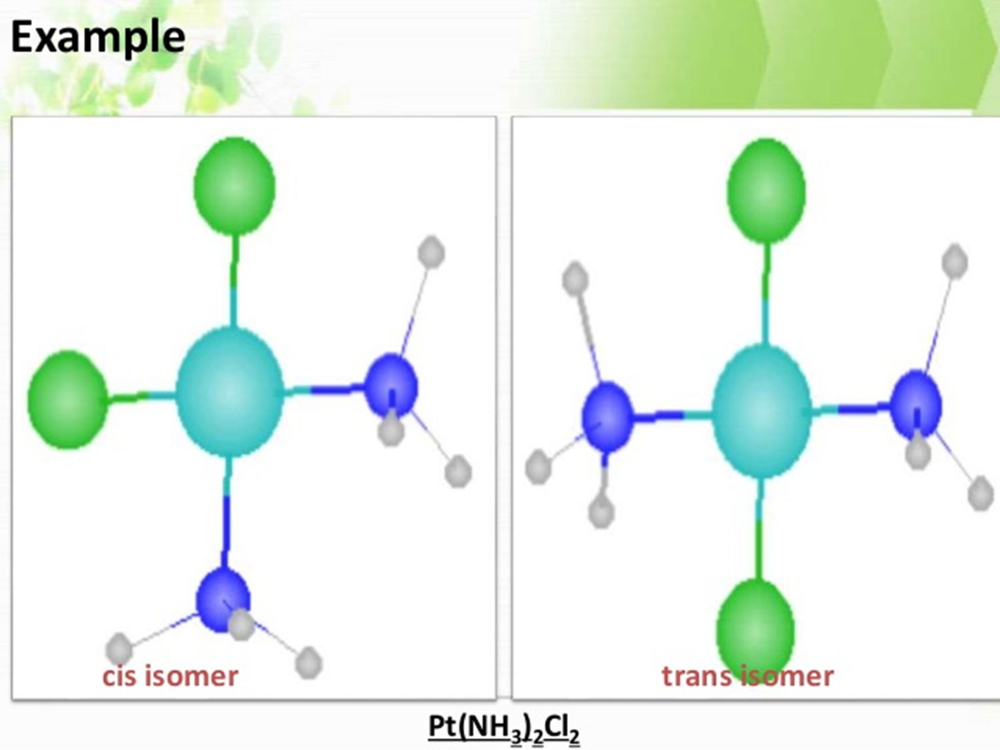 Example
cis isomer
trans isomer
Pt(NH₃)₂Cl₂